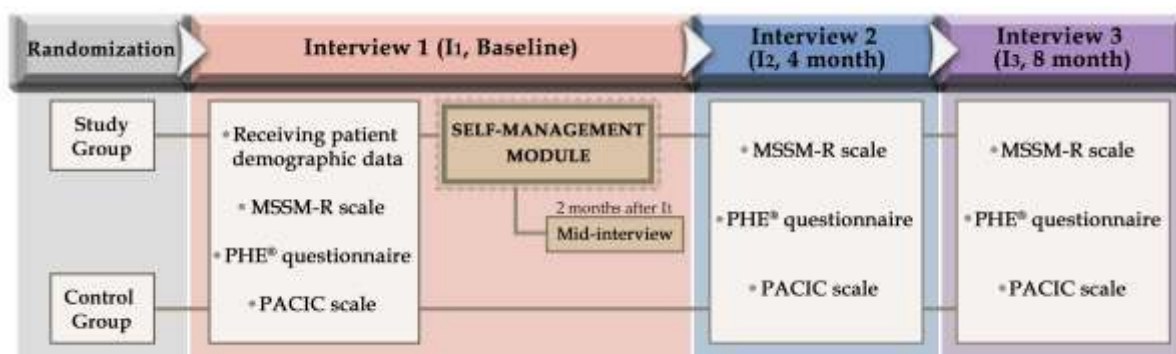 Randomization
Interview 1 (I1, Baseline)
Interview 2
(I2, 4 month)
Interview 3
(I3, 8 month)
Study
Group
Control
Group
•Receiving patient
demographic data
•MSSM-R scale
•PHE® questionnaire
•PACIC scale
SELF-MANAGEMENT
MODULE
2 months after I1
Mid-interview
•MSSM-R scale
•PHE® questionnaire
•PACIC scale
•MSSM-R scale
•PHE® questionnaire
•PACIC scale